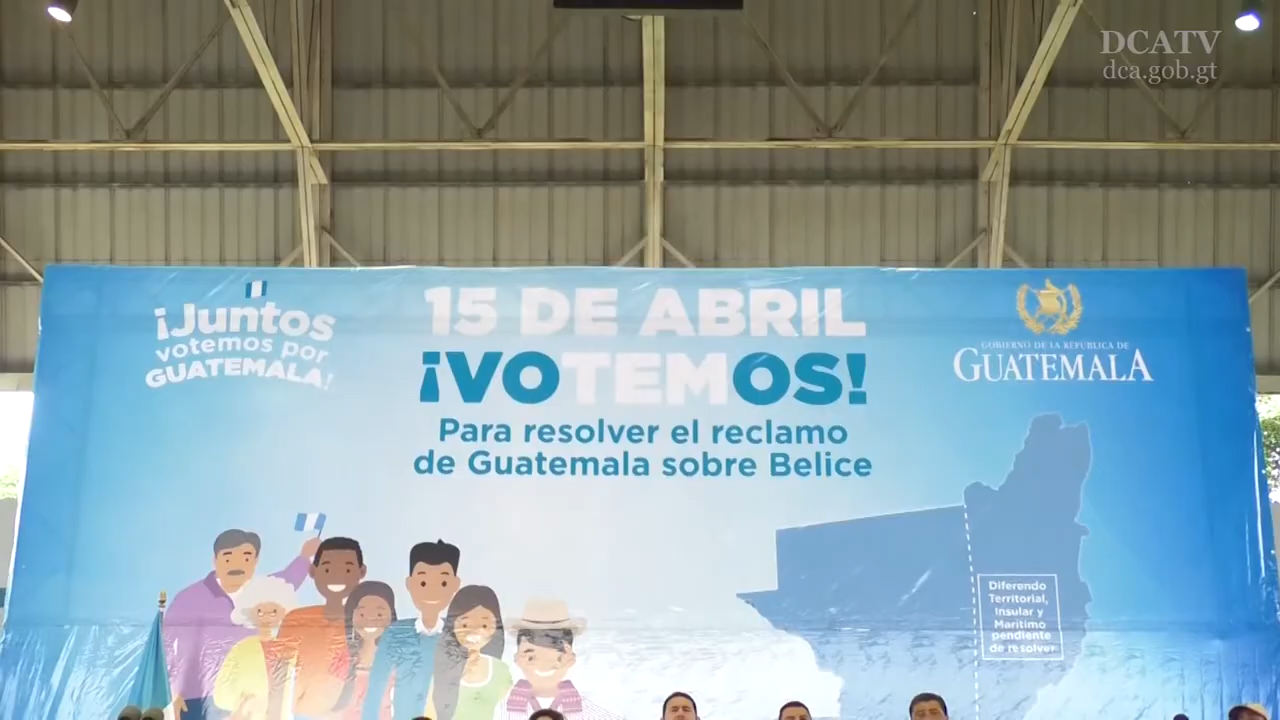 DCATV
dca.gob.gt
¡Juntos
votemos por
GUATEMALA!
15 DE ABRIL
¡VOTEMOS!
Para resolver el reclamo
de Guatemala sobre Belice
GOBIERNO DE LA REPÚBLICA DE
GUATEMALA
Diferendo
Territorial,
Insular y
Marítimo
pendiente
de resolver